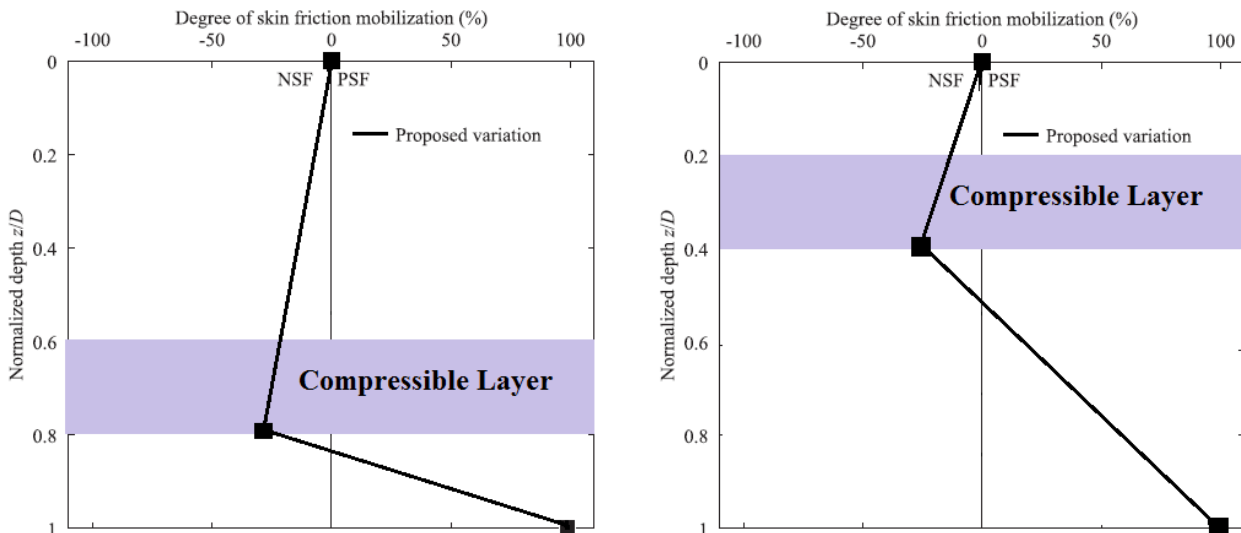 Degree of skin friction mobilization (%)
-100 -50 0 50 100
0
NSF PSF
Proposed variation
0.2
0.4
0.6
Compressible Layer
0.8
1
Normalized depth z/D
Degree of skin friction mobilization (%)
-100 -50 0 50 100
0
NSF PSF
Proposed variation
0.2
Compressible Layer
0.4
0.6
0.8
1
Normalized depth z/D